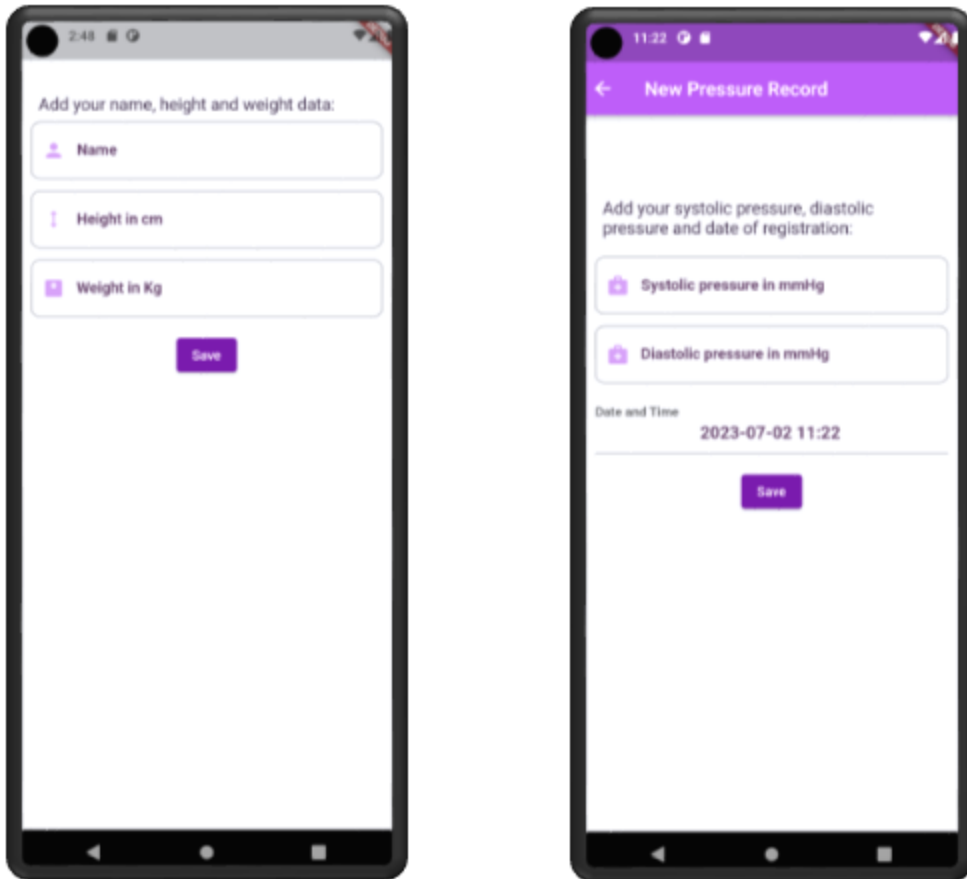 2:48
Add your name, height and weight data:
Name
Height in cm
Weight in Kg
Save
11:22
New Pressure Record
Add your systolic pressure, diastolic
pressure and date of registration:
Systolic pressure in mmHg
Diastolic pressure in mmHg
Date and Time
2023-07-02 11:22
Save